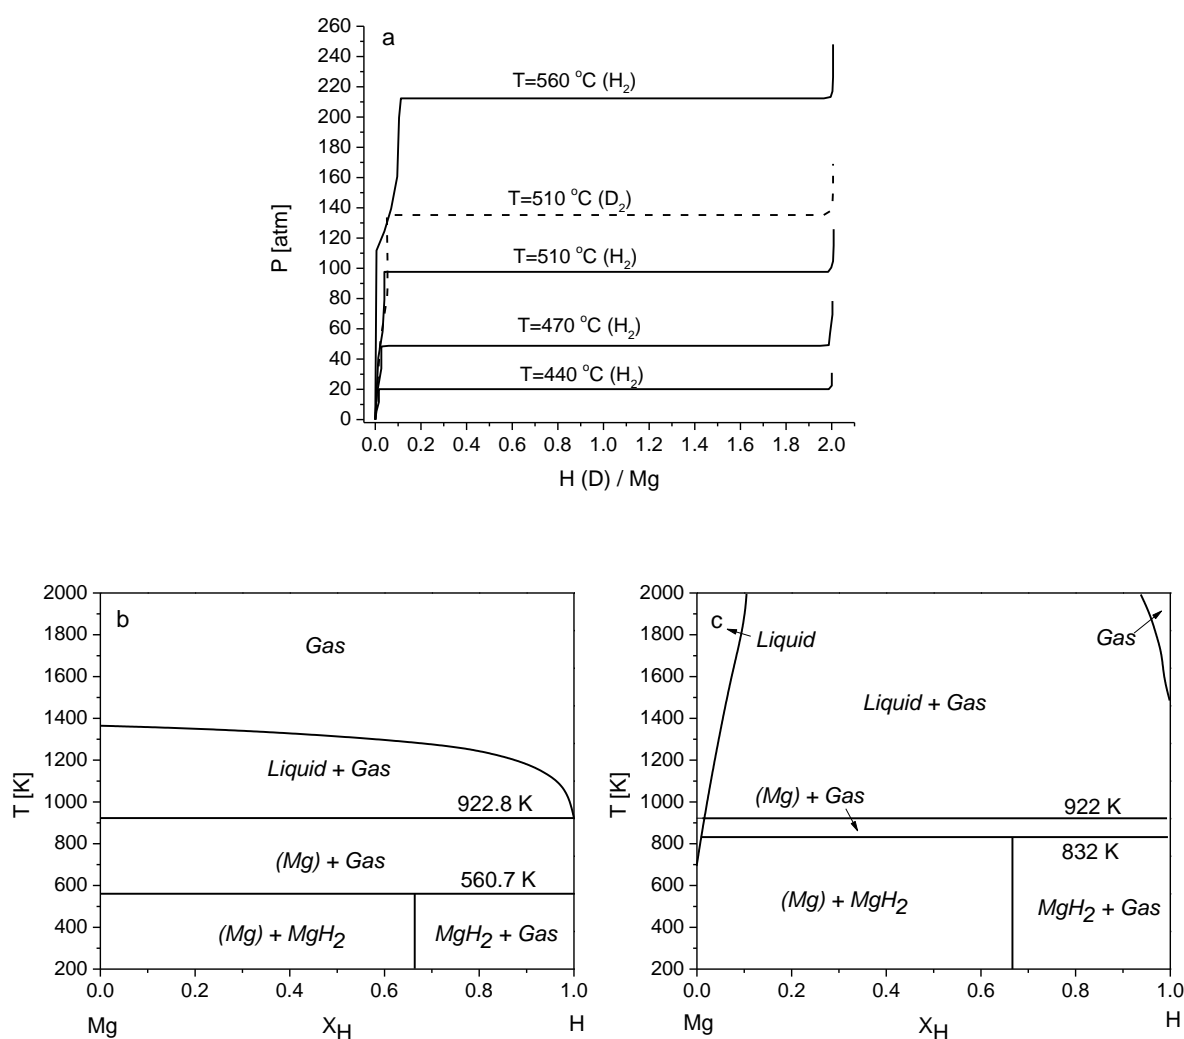 a
260
240
220
200
180
160
140
120
100
80
60
40
20
0
P [atm]
T=560 °C (H2)
T=510 °C (D2)
T=510 °C (H2)
T=470 °C (H2)
T=440 °C (H2)
0.0 0.2 0.4 0.6 0.8 1.0 1.2 1.4 1.6 1.8 2.0
H (D) / Mg
b
2000
1800
1600
1400
1200
1000
800
600
400
200
T [K]
Gas
Liquid + Gas
922.8 K
(Mg) + Gas
560.7 K
(Mg) + MgH2
MgH2 + Gas
0.0 0.2 0.4 0.6 0.8 1.0
Mg XH H
c
2000
1800
1600
1400
1200
1000
800
600
400
200
T [K]
Liquid
Gas
Liquid + Gas
(Mg) + Gas
922 K
832 K
(Mg) + MgH2
MgH2 + Gas
0.0 0.2 0.4 0.6 0.8 1.0
Mg XH H